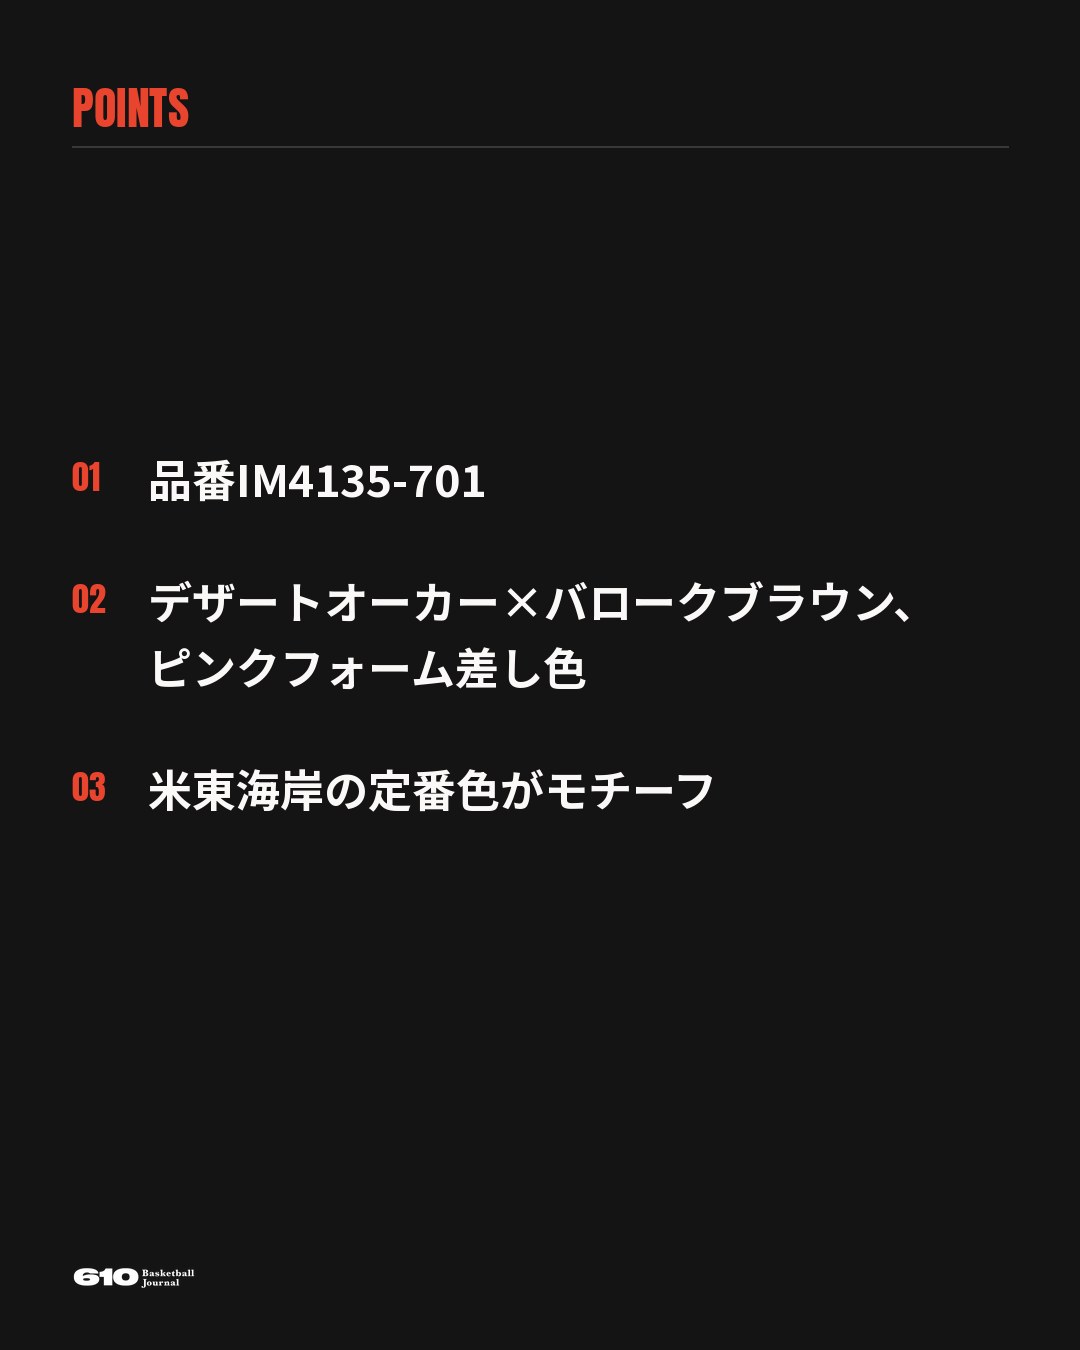 POINTS
01 品番IM4135-701
02 デザートオーカー×バロークブラウン、
ピンクフォーム差し色
03 米東海岸の定番色がモチーフ
610 Basketball
Journal